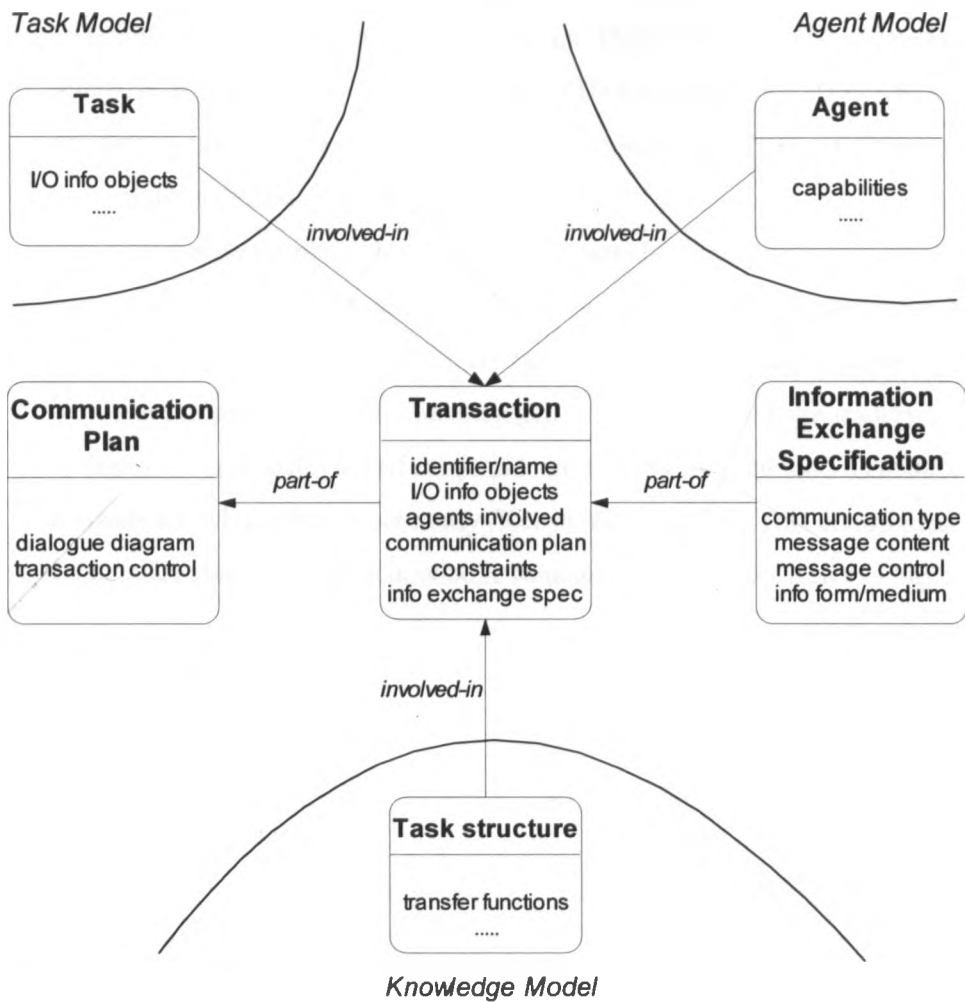 Task Model
Agent Model
Task
I/O info objects
.....
Agent
capabilities
.....
involved-in
involved-in
Communication
Plan
dialogue diagram
transaction control
part-of
Transaction
identifier/name
I/O info objects
agents involved
communication plan
constraints
info exchange spec
part-of
Information
Exchange
Specification
communication type
message content
message control
info form/medium
involved-in
Task structure
transfer functions
.....
Knowledge Model